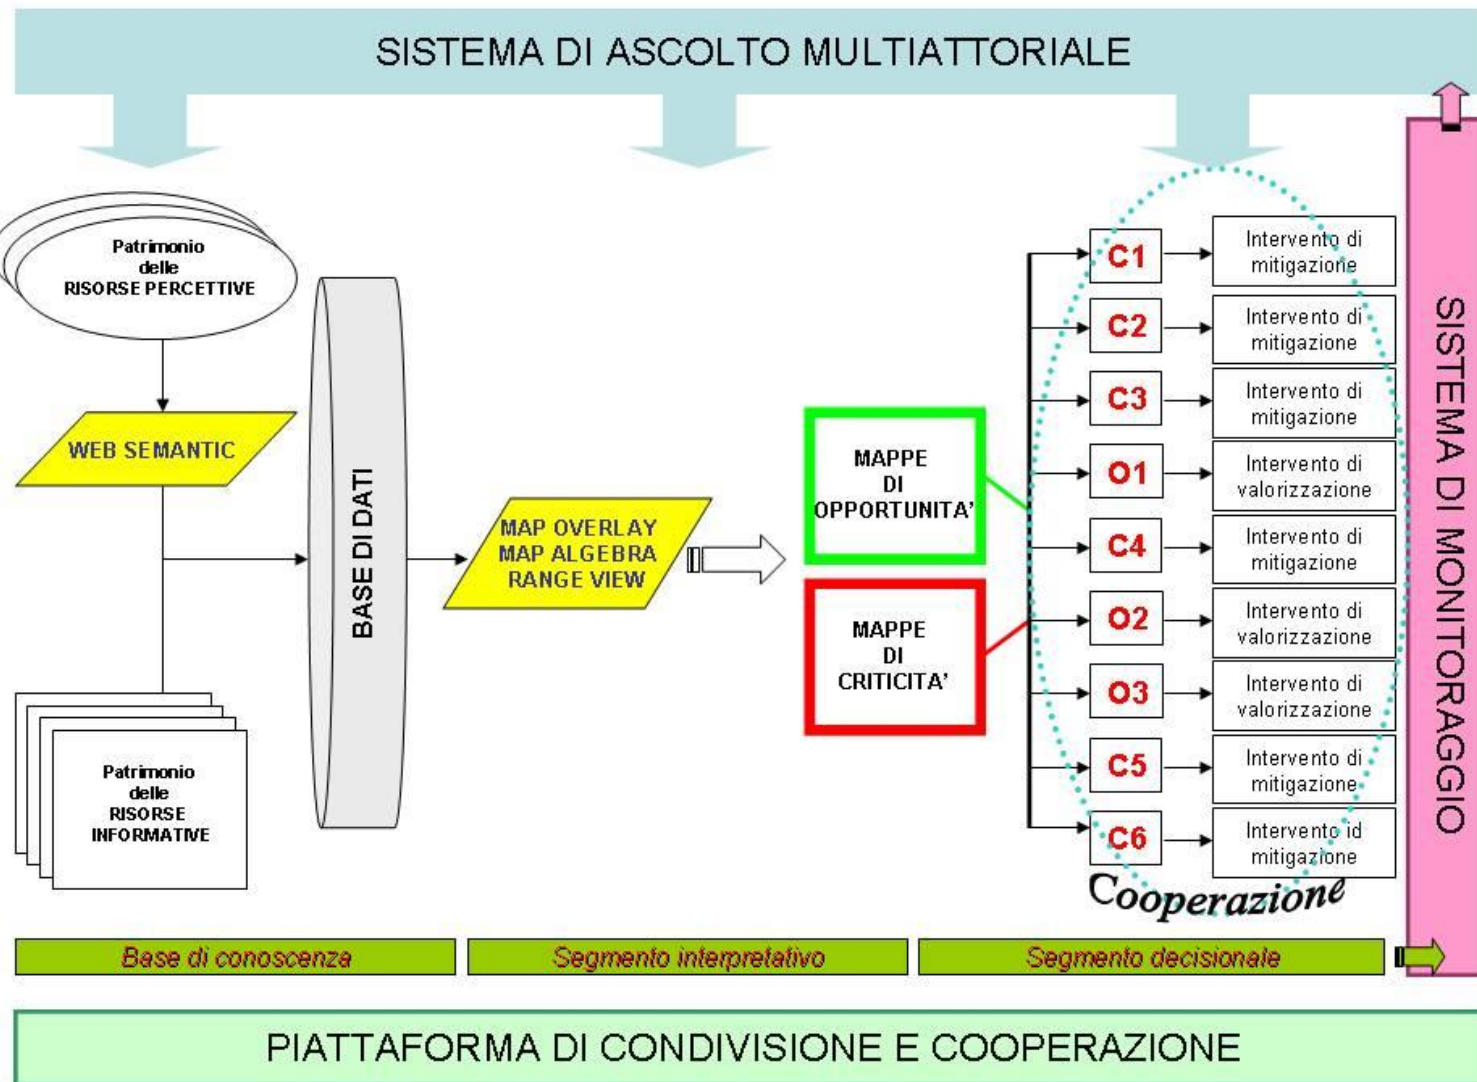 SISTEMA DI ASCOLTO MULTIATTORIALE
Patrimonio
delle
RISORSE PERCETTIVE
WEB SEMANTIC
Patrimonio
delle
RISORSE
INFORMATIVE
BASE DI DATI
MAP OVERLAY
MAP ALGEBRA
RANGE VIEW
MAPPE
DI
OPPORTUNITA’
MAPPE
DI
CRITICITA’
C1
Intervento di
mitigazione
C2
Intervento di
mitigazione
C3
Intervento di
mitigazione
O1
Intervento di
valorizzazione
C4
Intervento di
mitigazione
O2
Intervento di
valorizzazione
O3
Intervento di
valorizzazione
C5
Intervento di
mitigazione
C6
Intervento id
mitigazione
Cooperazione
SISTEMA DI MONITORAGGIO
Base di conoscenza
Segmento interpretativo
Segmento decisionale
PIATTAFORMA DI CONDIVISIONE E COOPERAZIONE